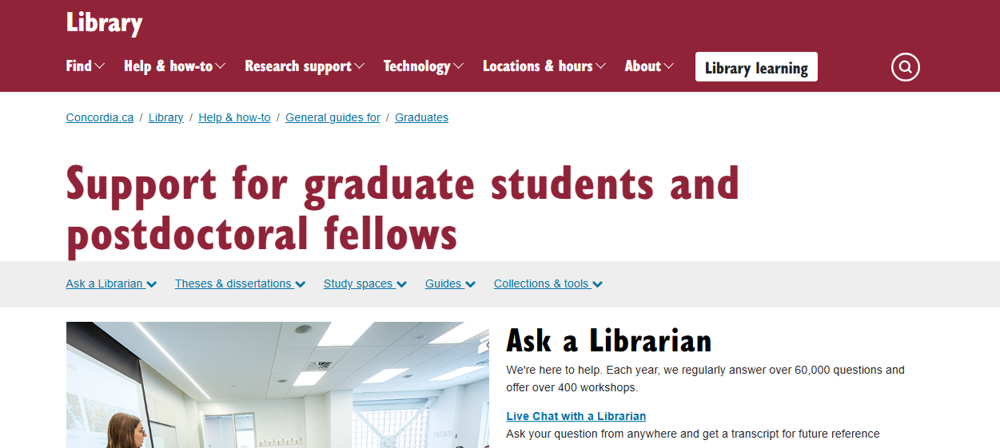 Library
Find Help & how-to Research support Technology Locations & hours About Library learning
Concordia.ca / Library / Help & how-to / General guides for / Graduates
Support for graduate students and
postdoctoral fellows
Ask a Librarian Theses & dissertations Study spaces Guides Collections & tools
Ask a Librarian
We're here to help. Each year, we regularly answer over 60,000 questions and
offer over 400 workshops.
Live Chat with a Librarian
Ask your question from anywhere and get a transcript for future reference